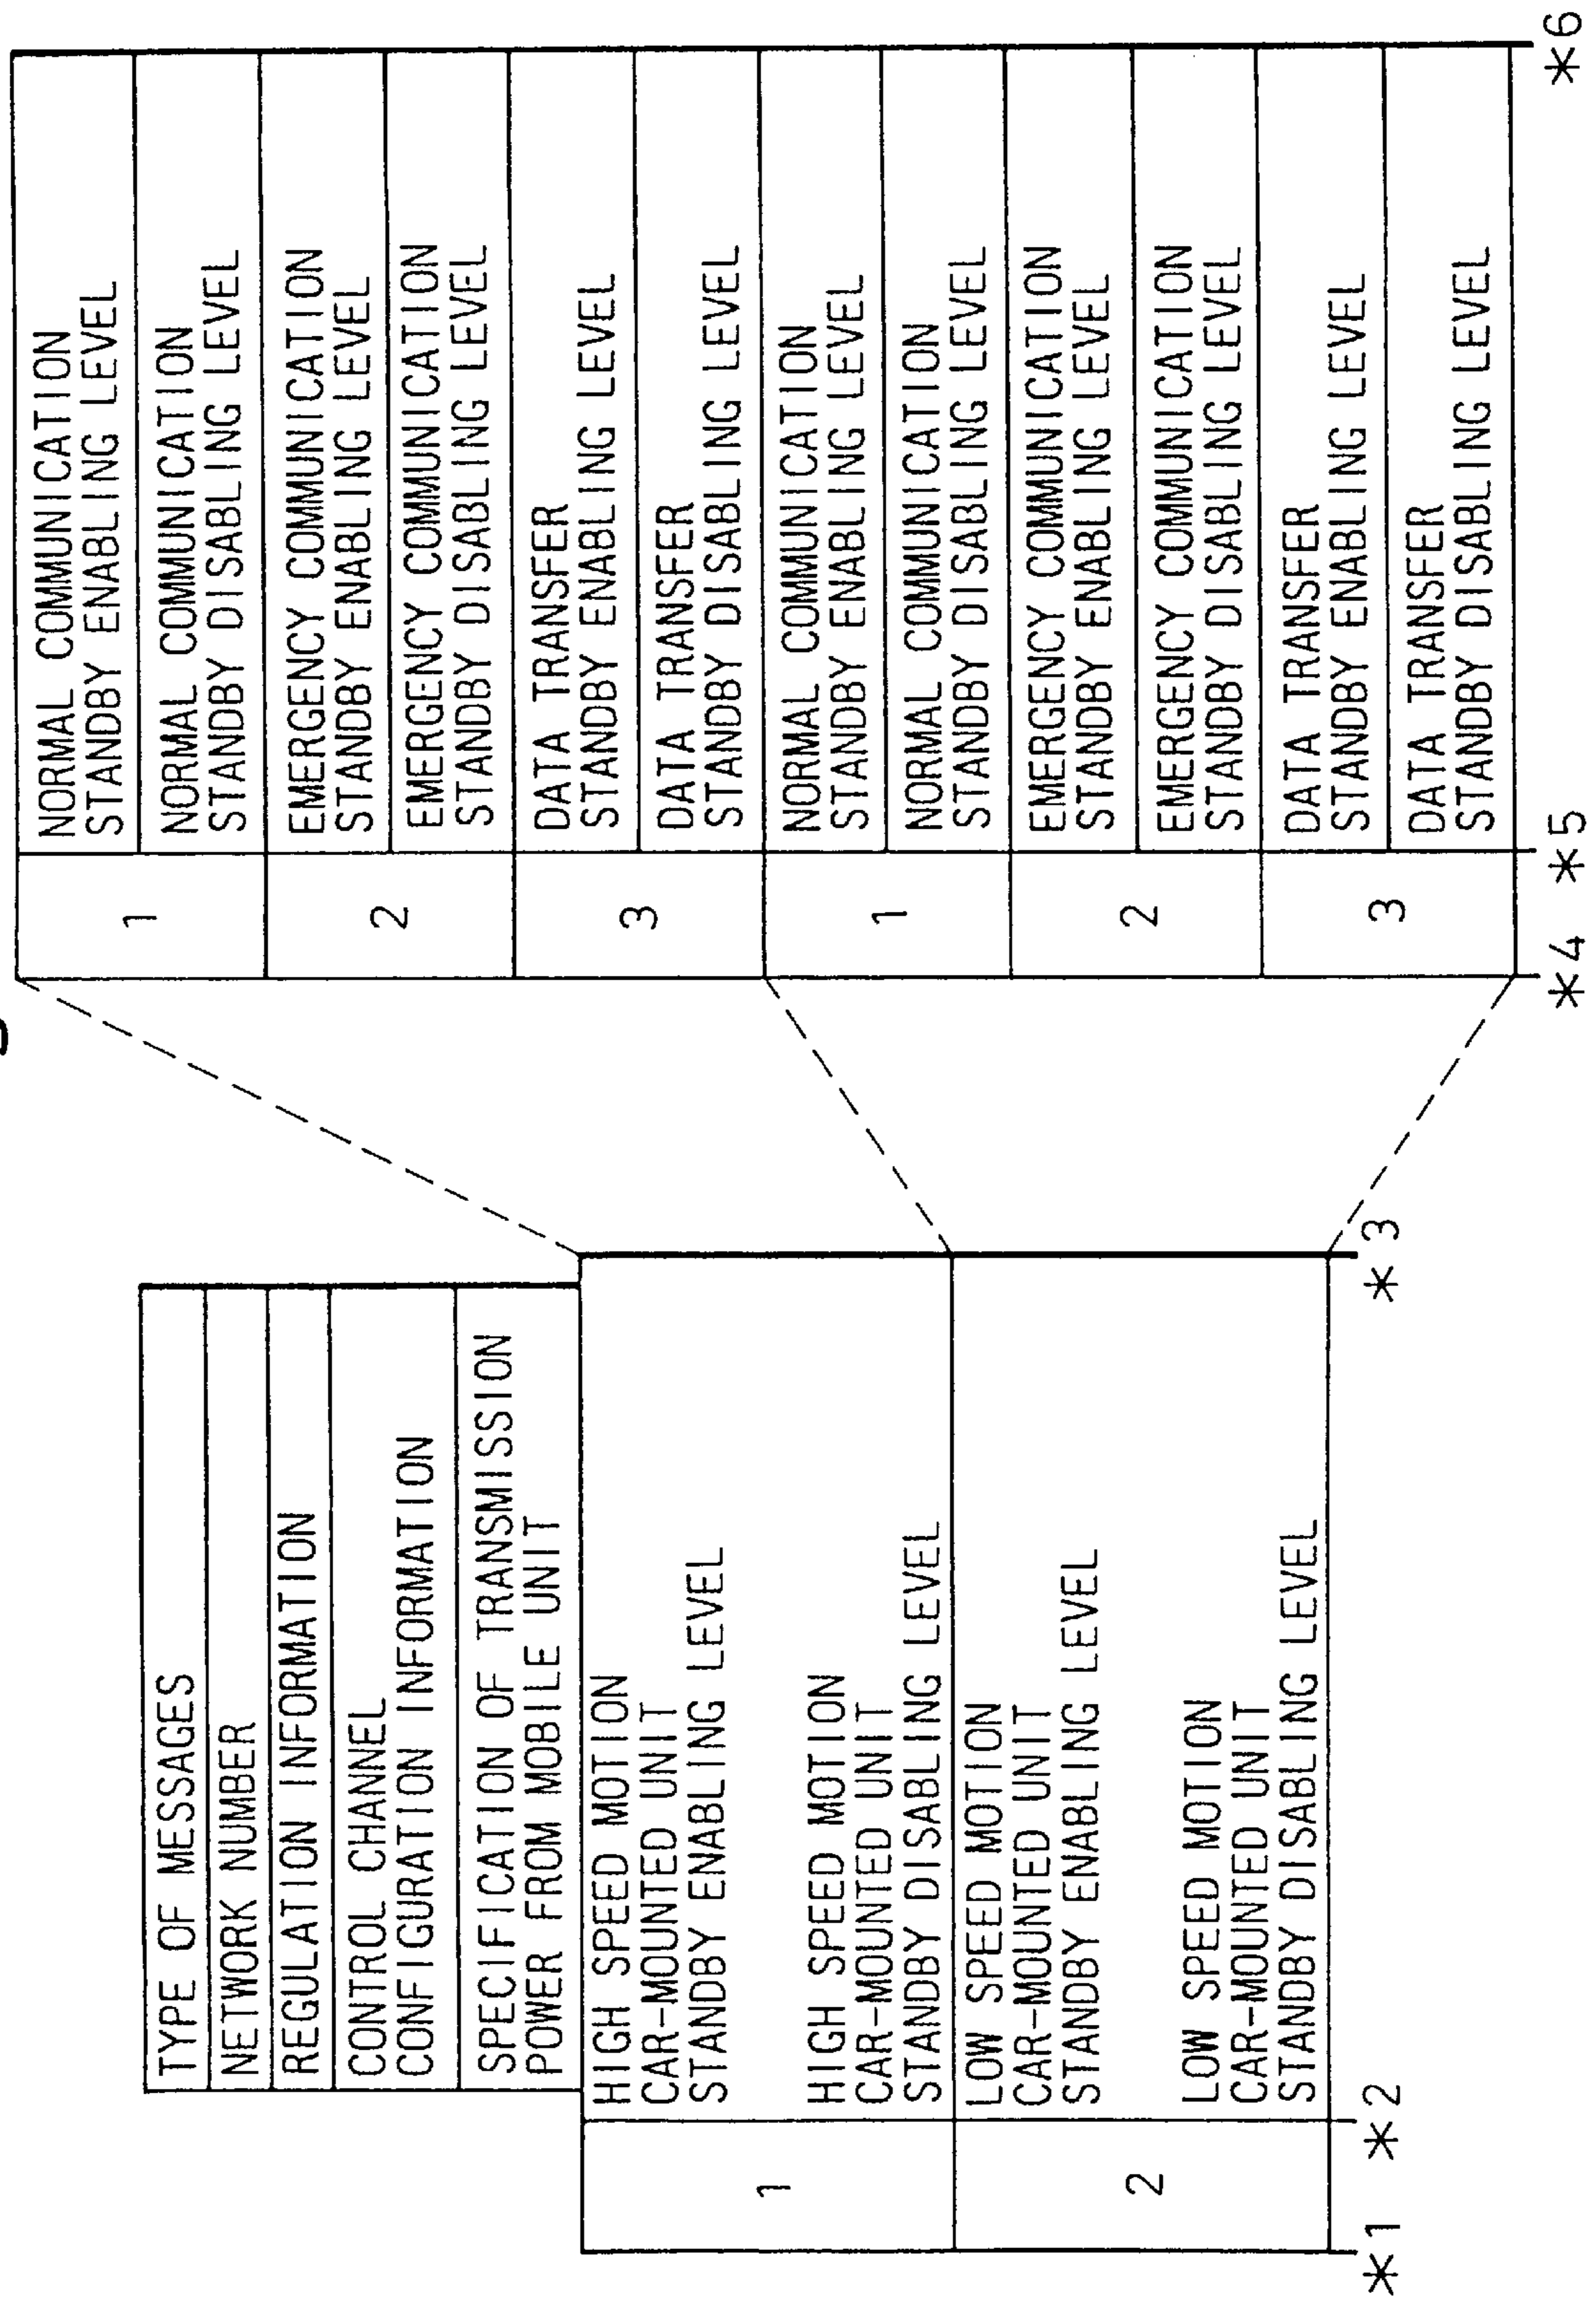 TYPE OF MESSAGES
NETWORK NUMBER
REGULATION INFORMATION
CONTROL CHANNEL
CONFIGURATION INFORMATION
SPECIFICATION OF TRANSMISSION
POWER FROM MOBILE UNIT
1
HIGH SPEED MOTION
CAR-MOUNTED UNIT
STANDBY ENABLING LEVEL
HIGH SPEED MOTION
CAR-MOUNTED UNIT
STANDBY DISABLING LEVEL
2
LOW SPEED MOTION
CAR-MOUNTED UNIT
STANDBY ENABLING LEVEL
LOW SPEED MOTION
CAR-MOUNTED UNIT
STANDBY DISABLING LEVEL
*1 *2 *3
1
NORMAL COMMUNICATION
STANDBY ENABLING LEVEL
NORMAL COMMUNICATION
STANDBY DISABLING LEVEL
2
EMERGENCY COMMUNICATION
STANDBY ENABLING LEVEL
EMERGENCY COMMUNICATION
STANDBY DISABLING LEVEL
3
DATA TRANSFER
STANDBY ENABLING LEVEL
DATA TRANSFER
STANDBY DISABLING LEVEL
1
NORMAL COMMUNICATION
STANDBY ENABLING LEVEL
NORMAL COMMUNICATION
STANDBY DISABLING LEVEL
2
EMERGENCY COMMUNICATION
STANDBY ENABLING LEVEL
EMERGENCY COMMUNICATION
STANDBY DISABLING LEVEL
3
DATA TRANSFER
STANDBY ENABLING LEVEL
DATA TRANSFER
STANDBY DISABLING LEVEL
*4 *5 *6